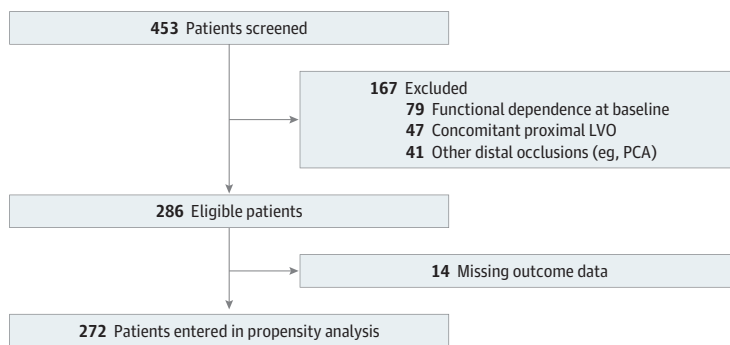 453 Patients screened
167 Excluded
79 Functional dependence at baseline
47 Concomitant proximal LVO
41 Other distal occlusions (eg, PCA)
286 Eligible patients
14 Missing outcome data
272 Patients entered in propensity analysis